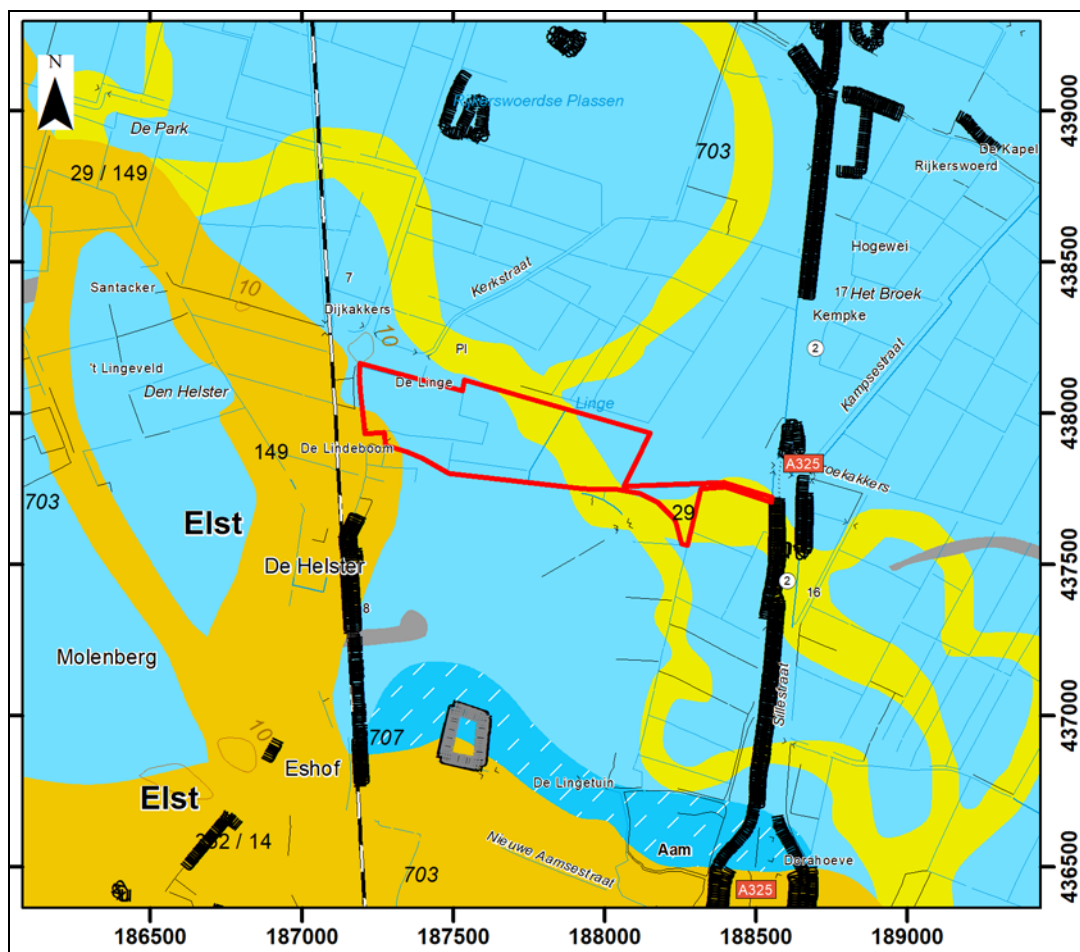 N
Rijkerswoerdse Plassen
De Park
703
De Kapel
Rijkerswoerd
29 / 149
Hogewei
Kerkstraat
7
10
Santacker
17 Het Broek
Dijkakkers
Kempke
10
Pl
2
't Lingeveld
Den Helster
De Linge
Linge
Kampsestraat
149
De Lindeboom
A325
roekakkers
703
Elst
29
De Helster
2
16
8
Molenberg
Sillestraat
10
707
Eshof
De Lingetuin
Elst
Nieuwe Aamsestraat
Aam
Dorahoeve
/ 14
703
A325
439000
438500
438000
437500
437000
436500
186500 187000 187500 188000 188500 189000